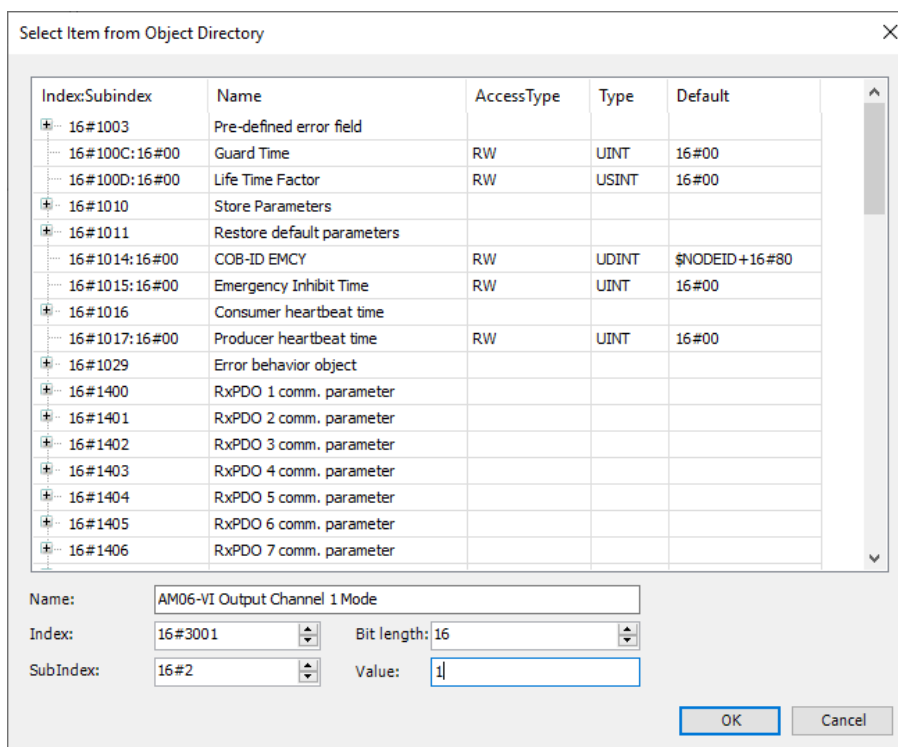 Select Item from Object Directory
Index:Subindex Name AccessType Type Default
16#1003 Pre-defined error field
16#100C:16#00 Guard Time RW UINT 16#00
16#100D:16#00 Life Time Factor RW USINT 16#00
16#1010 Store Parameters
16#1011 Restore default parameters
16#1014:16#00 COB-ID EMCY RW UDINT $NODEID+16#80
16#1015:16#00 Emergency Inhibit Time RW UINT 16#00
16#1016 Consumer heartbeat time
16#1017:16#00 Producer heartbeat time RW UINT 16#00
16#1029 Error behavior object
16#1400 RxPDO 1 comm. parameter
16#1401 RxPDO 2 comm. parameter
16#1402 RxPDO 3 comm. parameter
16#1403 RxPDO 4 comm. parameter
16#1404 RxPDO 5 comm. parameter
16#1405 RxPDO 6 comm. parameter
16#1406 RxPDO 7 comm. parameter
Name: AM06-VI Output Channel 1 Mode
Index: 16#3001 Bit length: 16
SubIndex: 16#2 Value: 1
OK Cancel